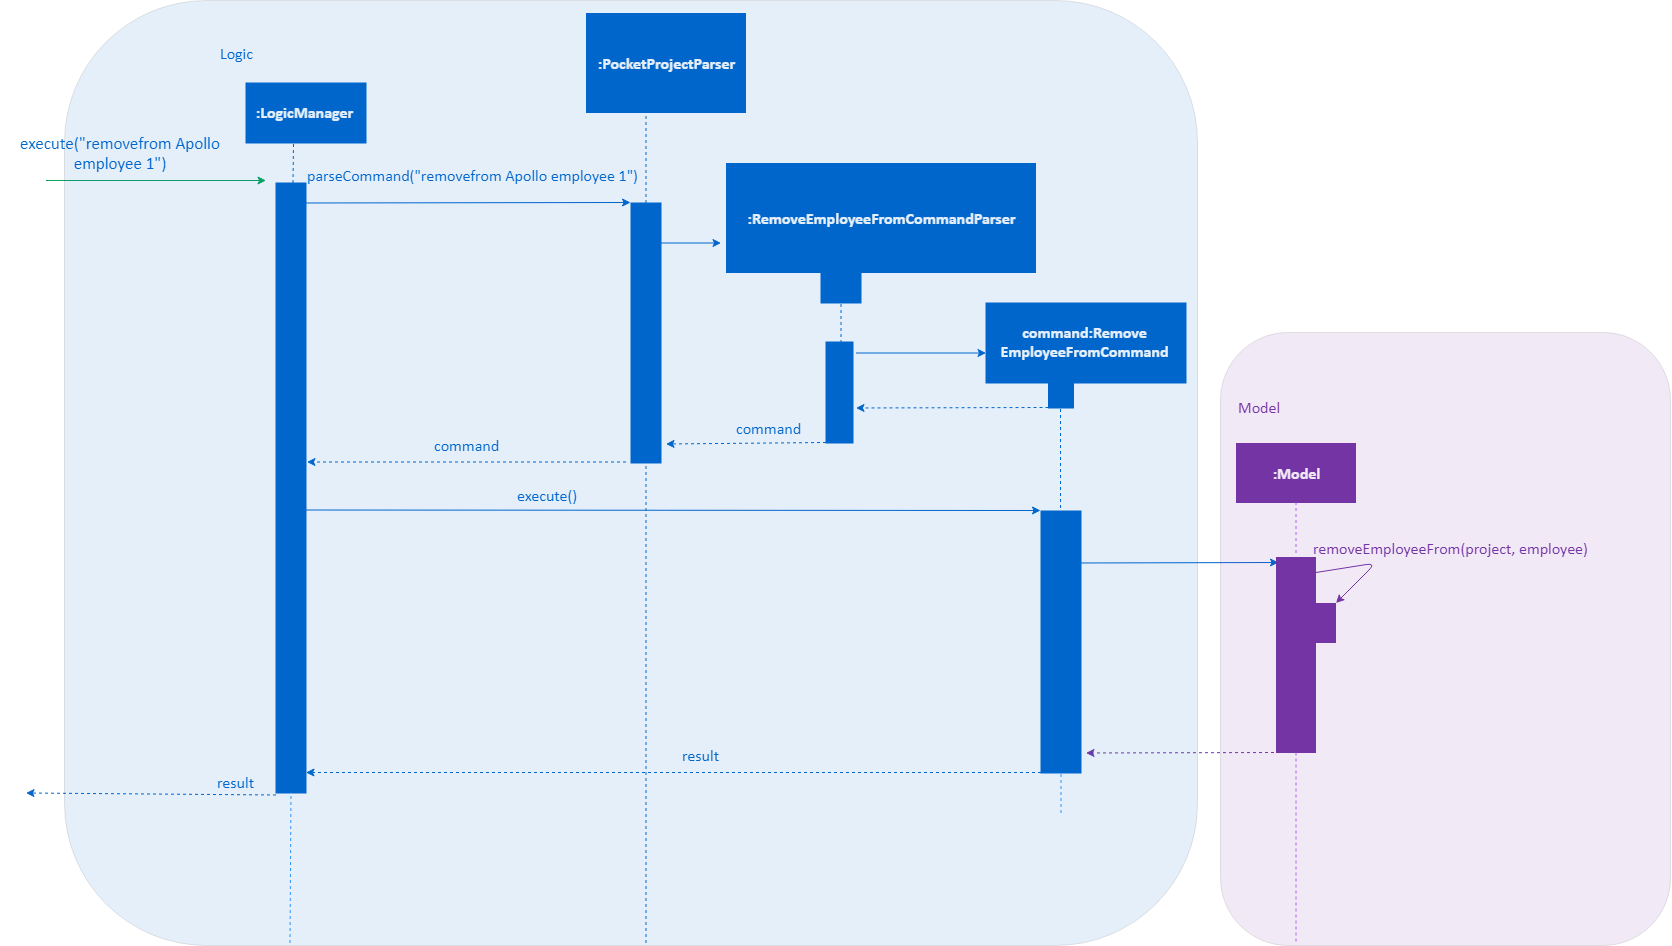 Logic
:PocketProjectParser
:LogicManager
execute("removefrom Apollo
employee 1")
parseCommand("removefrom Apollo employee 1")
:RemoveEmployeeFromCommandParser
command:Remove
EmployeeFromCommand
Model
command
command
:Model
execute()
removeEmployeeFrom(project, employee)
result
result